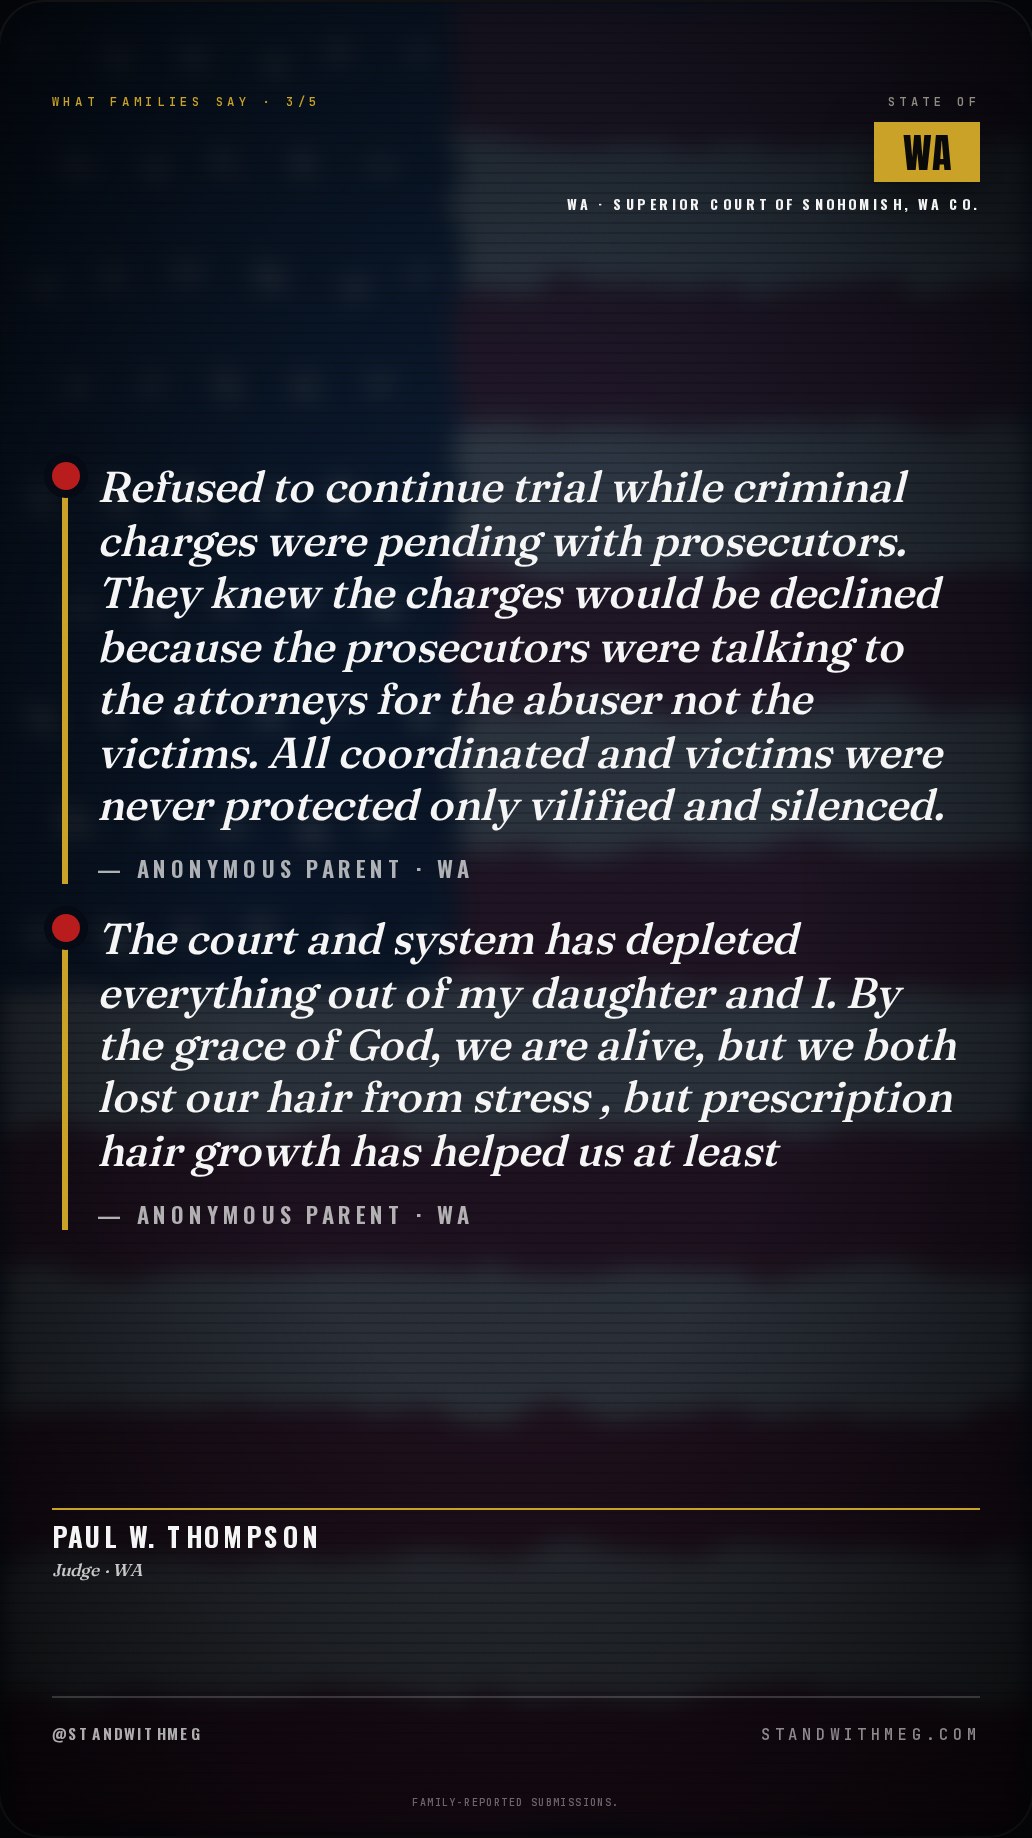 WHAT FAMILIES SAY · 3/5
STATE OF
WA
WA · SUPERIOR COURT OF SNOHOMISH, WA CO.
Refused to continue trial while criminal
charges were pending with prosecutors.
They knew the charges would be declined
because the prosecutors were talking to
the attorneys for the abuser not the
victims. All coordinated and victims were
never protected only vilified and silenced.
— ANONYMOUS PARENT · WA
The court and system has depleted
everything out of my daughter and I. By
the grace of God, we are alive, but we both
lost our hair from stress , but prescription
hair growth has helped us at least
— ANONYMOUS PARENT · WA
PAUL W. THOMPSON
Judge · WA
@STANDWITHMEG
STANDWITHMEG.COM
FAMILY-REPORTED SUBMISSIONS.